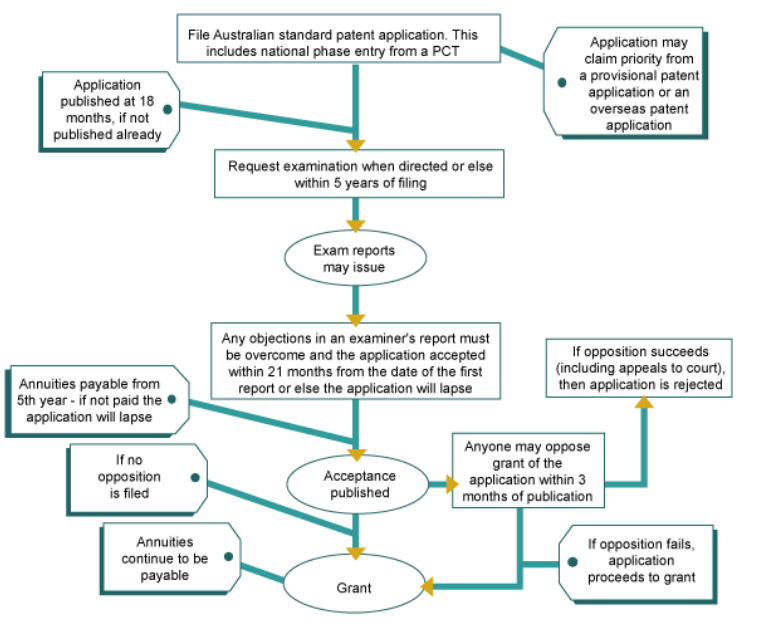 File Australian standard patent application. This
includes national phase entry from a PCT
Application may
claim priority from
a provisional patent
application or an
overseas patent
application
Application
published at 18
months, if not
published already
Request examination when directed or else
within 5 years of filing
Exam reports
may issue
Any objections in an examiner's report must
be overcome and the application accepted
within 21 months from the date of the first
report or else the application will lapse
If opposition succeeds
(including appeals to court),
then application is rejected
Annuities payable from
5th year - if not paid the
application will lapse
Anyone may oppose
grant of the
application within 3
months of publication
If no
opposition
is filed
Acceptance
published
Annuities
continue to be
payable
If opposition fails,
application
proceeds to grant
Grant